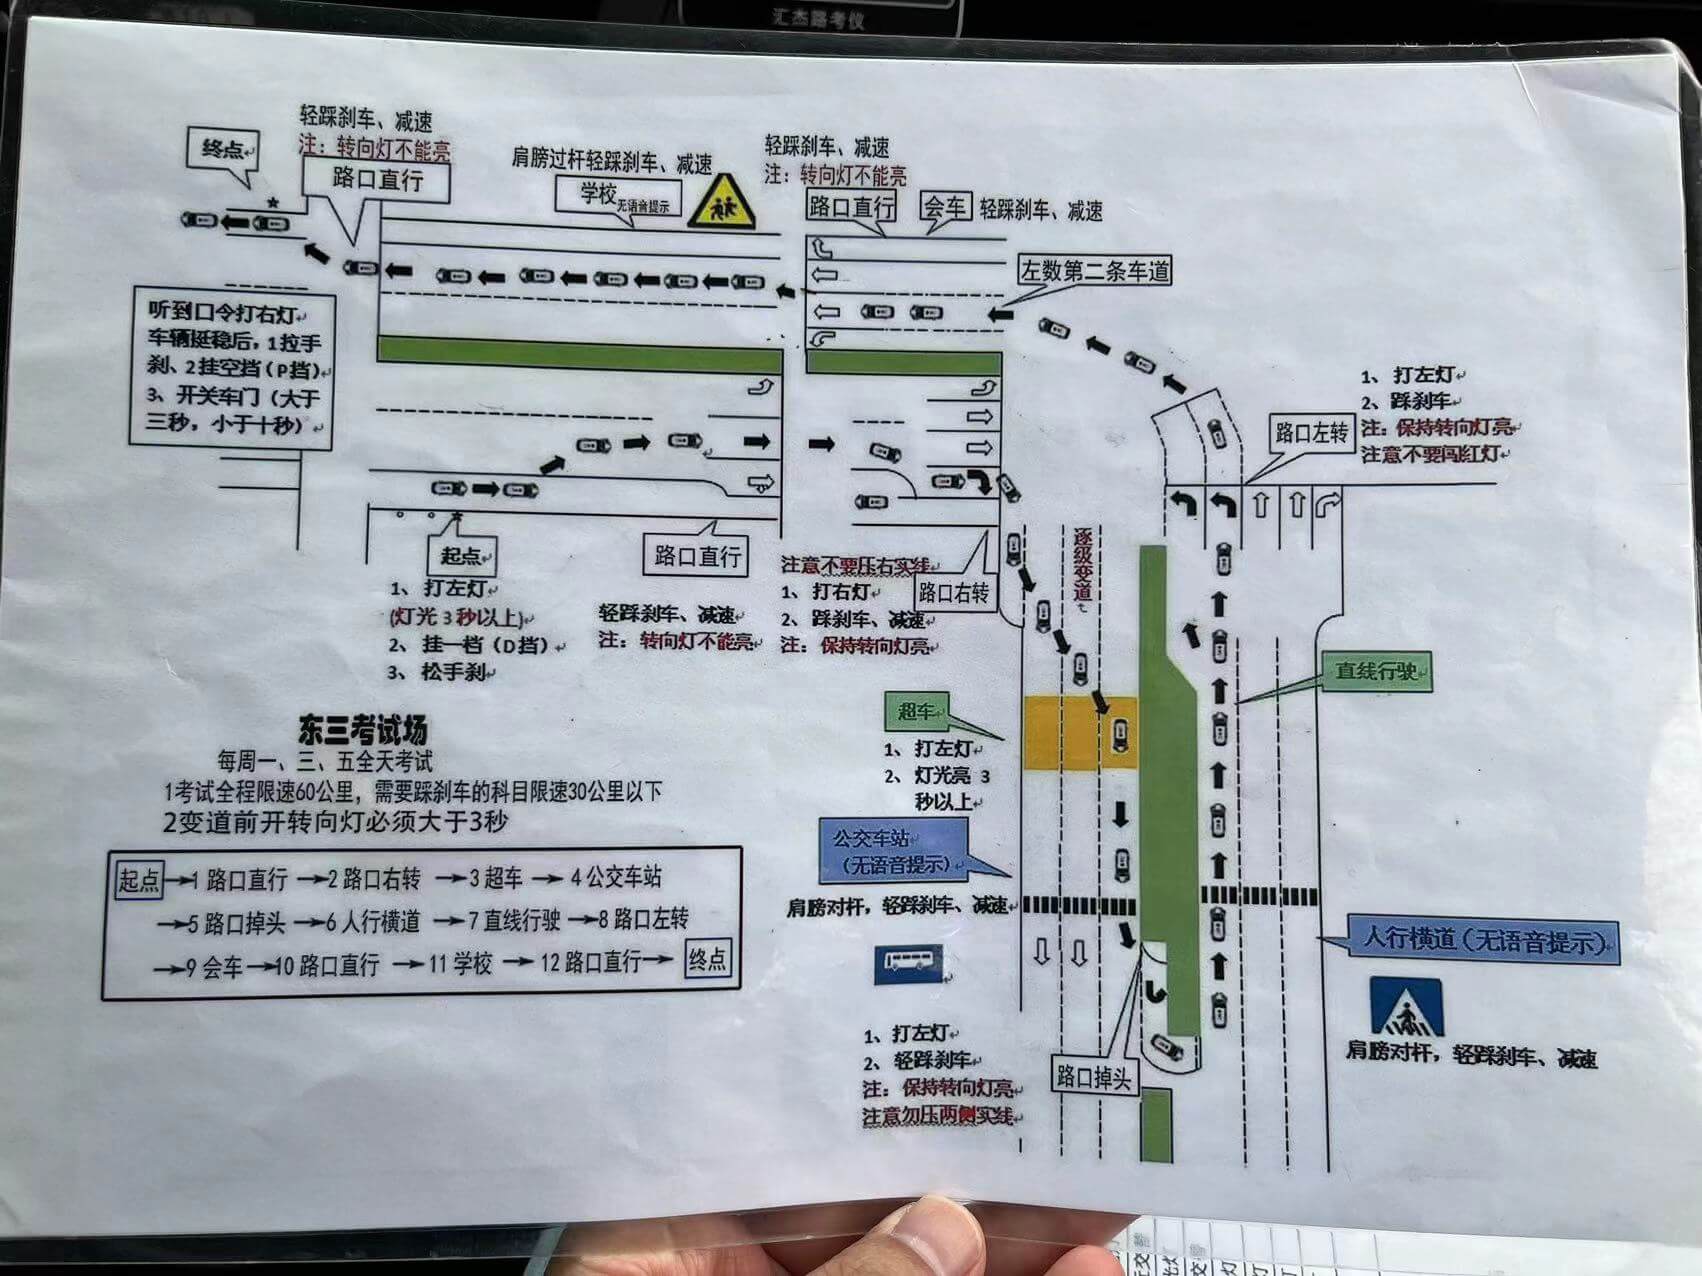 汇杰路考仪
终点
轻踩刹车、减速
注：转向灯不能亮
路口直行
肩膀过杆轻踩刹车、减速
学校无语音提示
轻踩刹车、减速
注：转向灯不能亮
路口直行
会车
轻踩刹车、减速
左数第二条车道
听到口令打右灯
车辆挺稳后，1拉手
刹、2挂空挡（P挡）
3、开关车门（大于
三秒，小于十秒）
1、打左灯
2、踩刹车
注：保持转向灯亮
注意不要闯红灯
路口左转
起点
1、打左灯
(灯光3秒以上)
2、挂一档（D挡）
3、松手刹
路口直行
轻踩刹车、减速
注：转向灯不能亮
注意不要压右实线
1、打右灯
2、踩刹车、减速
注：保持转向灯亮
路口右转
逐级变道
直线行驶
超车
1、打左灯
2、灯光亮 3
秒以上
公交车站
（无语音提示）
肩膀对杆，轻踩刹车、减速
1、打左灯
2、轻踩刹车
注：保持转向灯亮
注意勿压两侧实线
路口掉头
人行横道（无语音提示）
肩膀对杆，轻踩刹车、减速
东三考试场
每周一、三、五全天考试
1考试全程限速60公里，需要踩刹车的科目限速30公里以下
2变道前开转向灯必须大于3秒
起点→1 路口直行→2 路口右转→3 超车→4 公交车站
→5 路口掉头→6 人行横道→7 直线行驶→8 路口左转
→9 会车→10 路口直行→11 学校→12 路口直行→终点